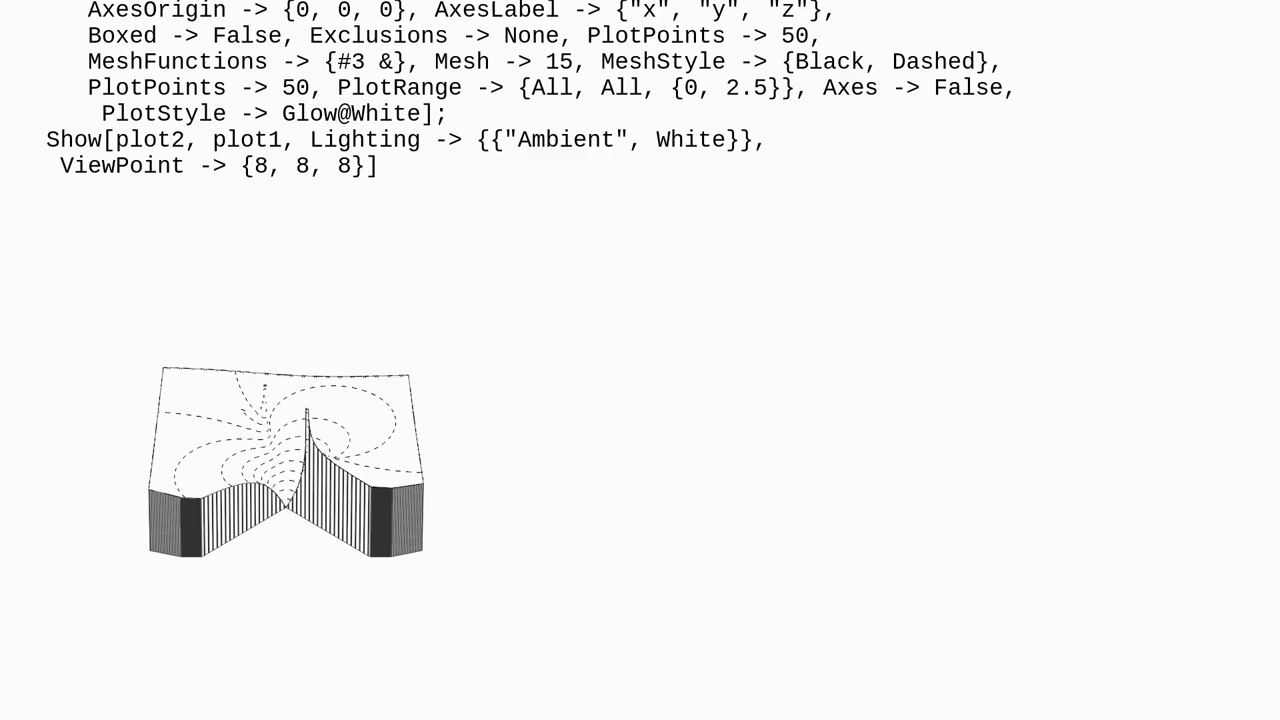 AxesOrigin -> {0, 0, 0}, AxesLabel -> {"x", "y", "z"},
Boxed -> False, Exclusions -> None, PlotPoints -> 50,
MeshFunctions -> {#3 &}, Mesh -> 15, MeshStyle -> {Black, Dashed},
PlotPoints -> 50, PlotRange -> {All, All, {0, 2.5}}, Axes -> False,
PlotStyle -> Glow@White];
Show[plot2, plot1, Lighting -> {{"Ambient", White}},
ViewPoint -> {8, 8, 8}]